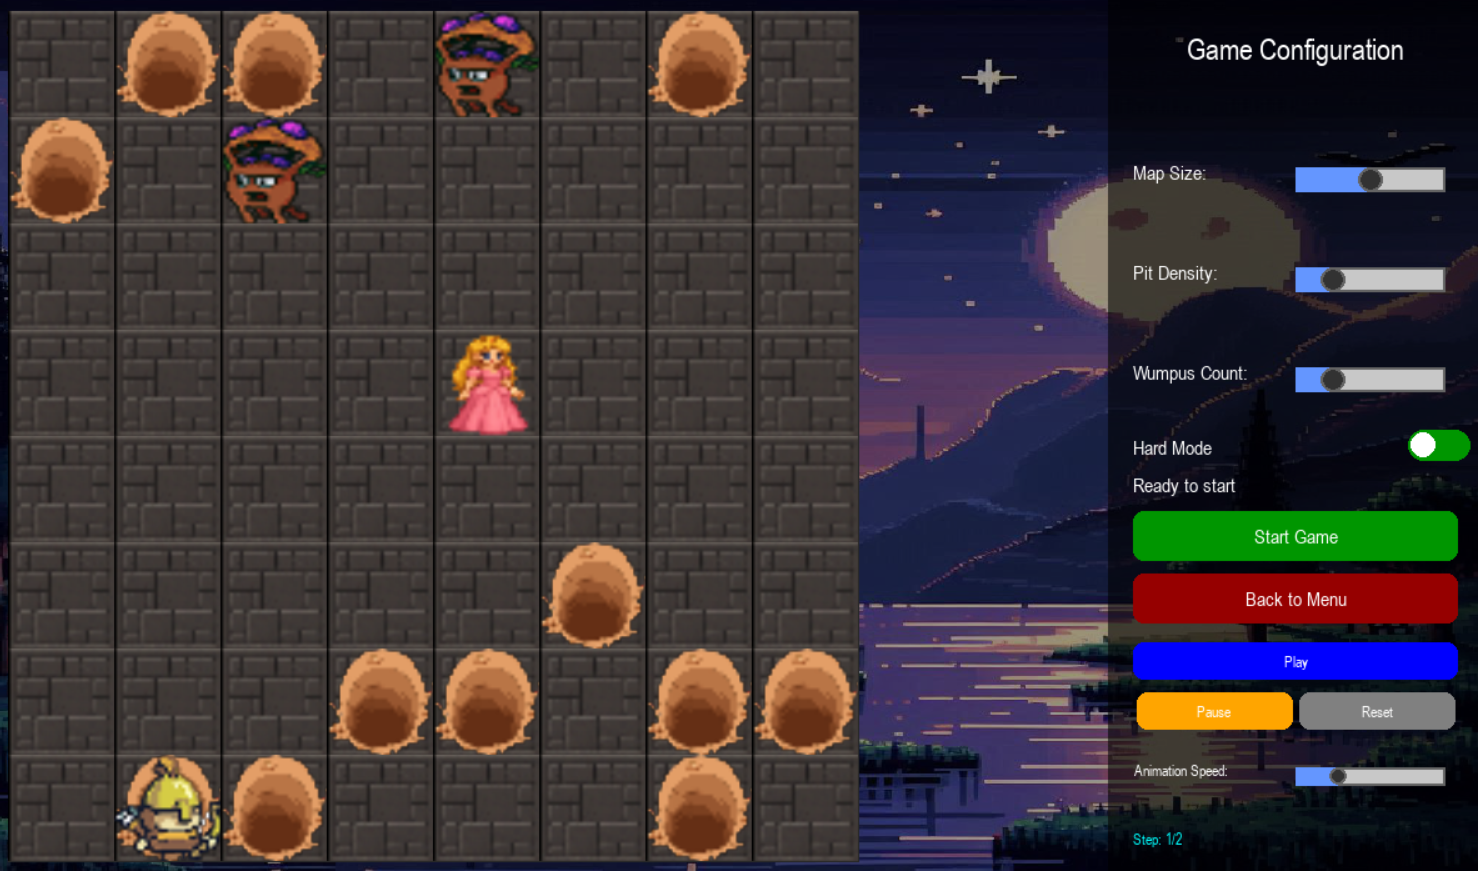 Game Configuration
Map Size:
Pit Density:
Wumpus Count:
Hard Mode
Ready to start
Start Game
Back to Menu
Play
Pause
Reset
Animation Speed:
Step: 1/2